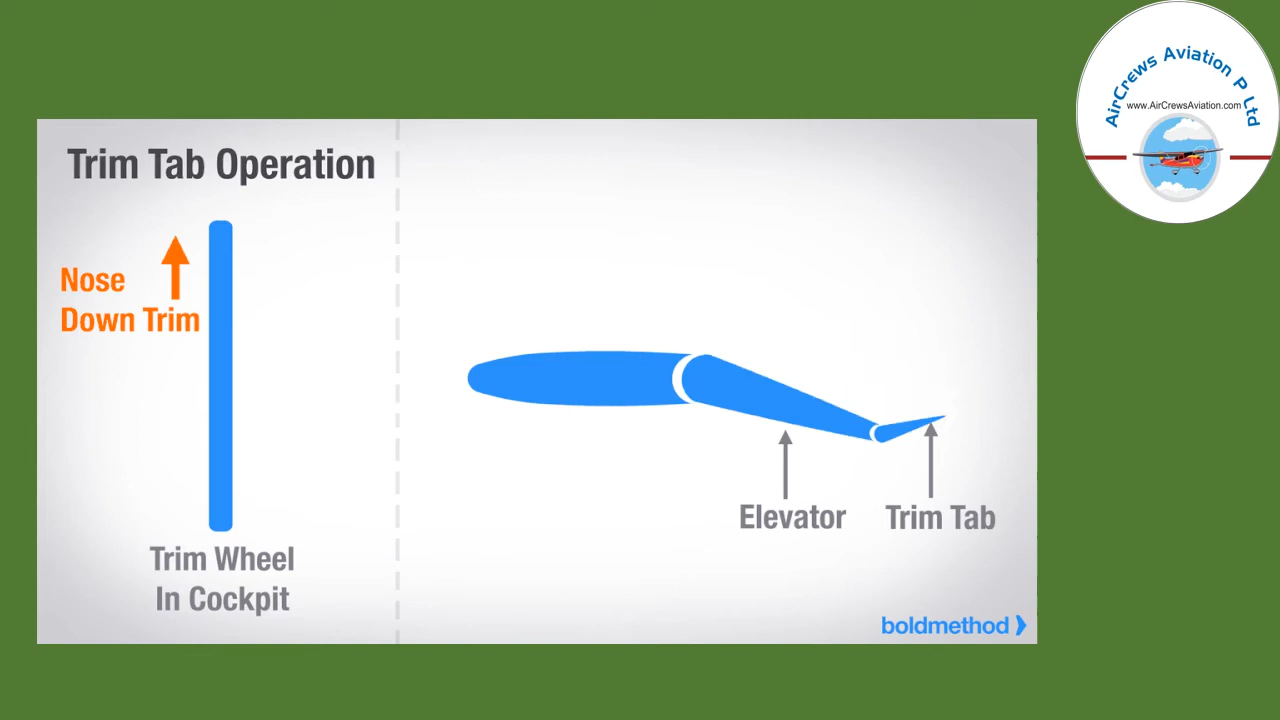 AirCrews Aviation P Ltd
www.AirCrewsAviation.com
Trim Tab Operation
Nose
Down Trim
Trim Wheel
In Cockpit
Elevator
Trim Tab
boldmethod